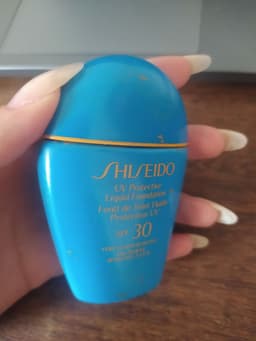 SHISEIDO
UV Protective
Liquid Foundation
Fond de Teint Fluide
Protecteur UV
SPF 30